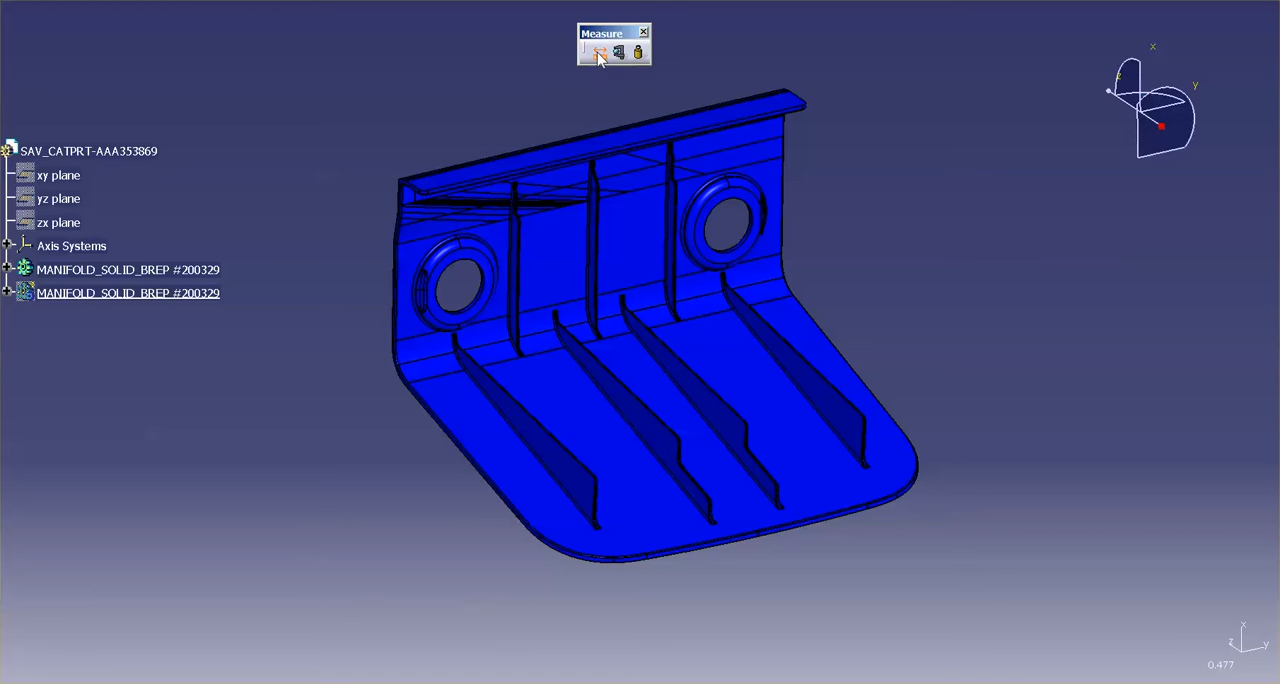 Measure
x
z
y
SAV_CATPRT-AAA353869
xy plane
yz plane
zx plane
Axis Systems
MANIFOLD_SOLID_BREP #200329
MANIFOLD_SOLID_BREP #200329
x
z
y
0.477